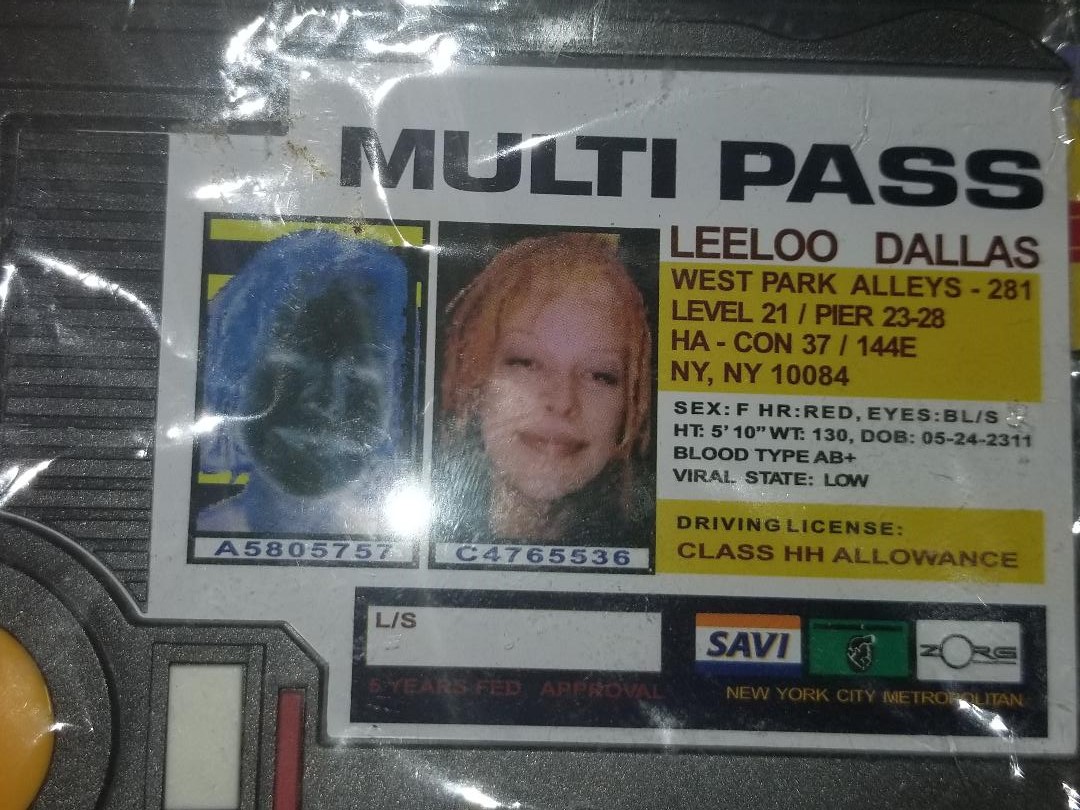 MULTI PASS
LEELOO DALLAS
WEST PARK ALLEYS - 281
LEVEL 21 / PIER 23-28
HA - CON 37 / 144E
NY, NY 10084
SEX: F HR:RED, EYES:BL/S
HT: 5' 10" WT: 130, DOB: 05-24-2311
BLOOD TYPE AB+
VIRAL STATE: LOW
DRIVING LICENSE:
CLASS HH ALLOWANCE
A5805757
C4765536
L/S
5 YEARS FED APPROVAL
SAVI
ZORG
NEW YORK CITY METROPOLITAN